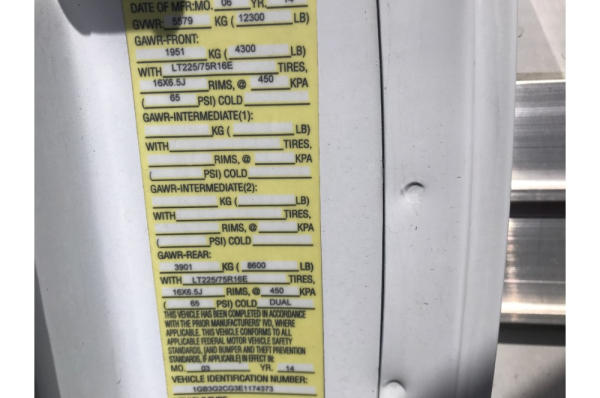 DATE OF MFR: MO. 06 YR. 14
GVWR: 5579 KG ( 12300 LB)
GAWR-FRONT:
1951 KG ( 4300 LB)
WITH LT225/75R16E TIRES,
16X6.5J RIMS, @ 450 KPA
( 65 PSI) COLD
GAWR-INTERMEDIATE(1):
KG ( LB)
WITH TIRES,
RIMS, @ KPA
( PSI) COLD
GAWR-INTERMEDIATE(2):
KG ( LB)
WITH TIRES,
RIMS, @ KPA
( PSI) COLD
GAWR-REAR:
3901 KG ( 8600 LB)
WITH LT225/75R16E TIRES,
16X6.5J RIMS, @ 450 KPA
( 65 PSI) COLD DUAL
THIS VEHICLE HAS BEEN COMPLETED IN ACCORDANCE
WITH THE PRIOR MANUFACTURERS' IVD, WHERE
APPLICABLE. THIS VEHICLE CONFORMS TO ALL
APPLICABLE FEDERAL MOTOR VEHICLE SAFETY
STANDARDS, [AND BUMPER AND THEFT PREVENTION
STANDARDS, IF APPLICABLE] IN EFFECT IN:
MO. 03 YR. 14
VEHICLE IDENTIFICATION NUMBER:
1GB3G2CG3E1174373